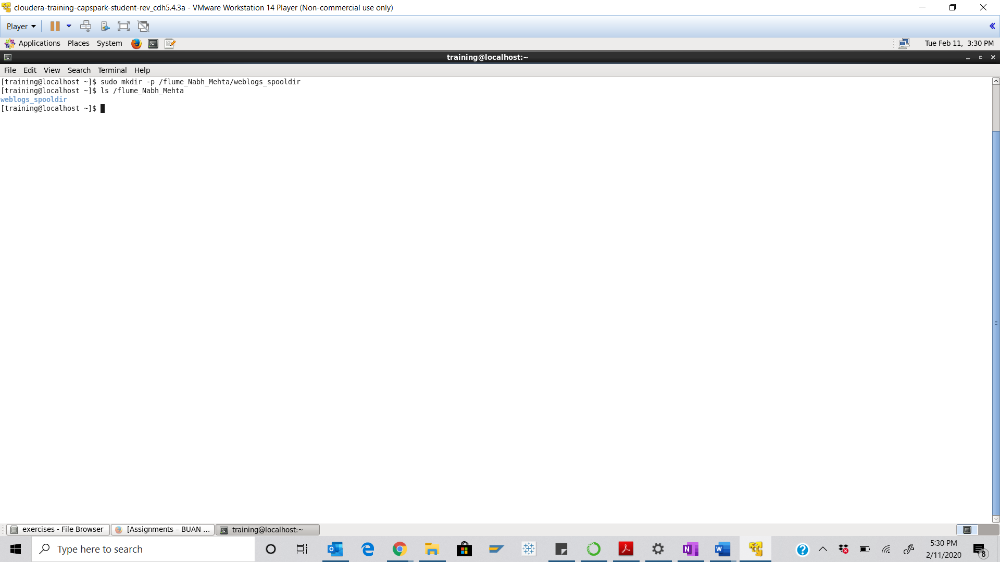 cloudera-training-capspark-student-rev_cdh5.4.3a - VMware Workstation 14 Player (Non-commercial use only)
Player
Applications Places System Tue Feb 11, 3:30 PM
training@localhost:~
File Edit View Search Terminal Help
[training@localhost ~]$ sudo mkdir -p /flume_Nabh_Mehta/weblogs_spooldir
[training@localhost ~]$ ls /flume_Nabh_Mehta
weblogs_spooldir
[training@localhost ~]$
exercises - File Browser [Assignments – BUAN ... training@localhost:~
Type here to search
5:30 PM
2/11/2020
8